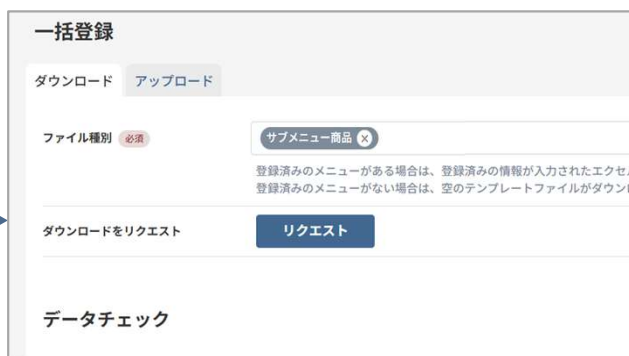 一括登録
ダウンロード アップロード
ファイル種別 必須 サブメニュー商品
登録済みのメニューがある場合は、登録済みの情報が入力されたエクセ
登録済みのメニューがない場合は、空のテンプレートファイルがダウン
ダウンロードをリクエスト リクエスト
データチェック